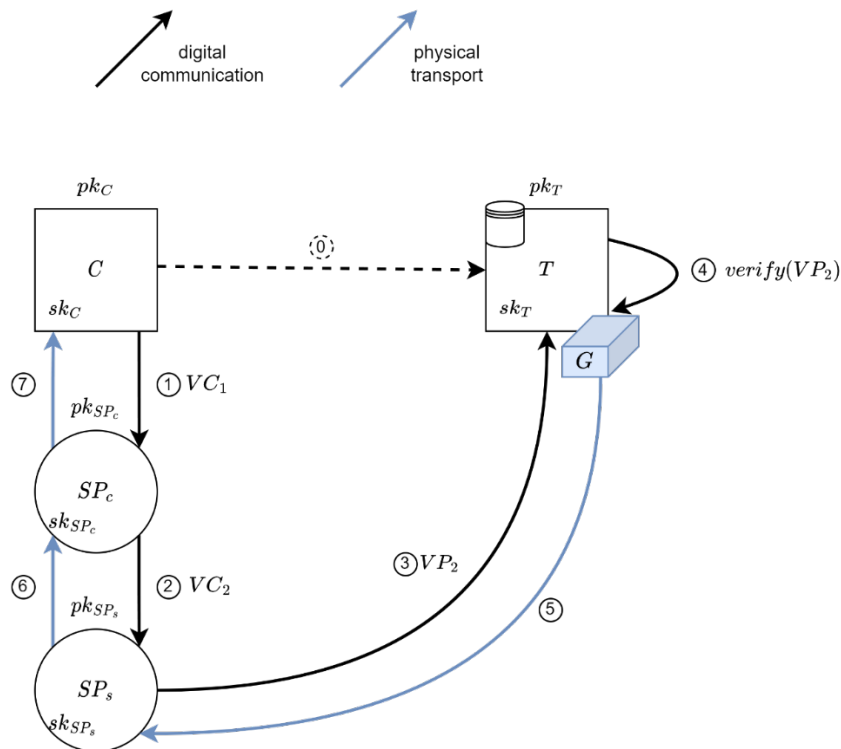 digital
communication
physical
transport
pk_C
pk_T
⓪
C
T
④ verify(VP_2)
sk_C
sk_T
G
⑦
① VC_1
pk_{SP_c}
SP_c
sk_{SP_c}
③ VP_2
⑥
② VC_2
⑤
pk_{SP_s}
SP_s
sk_{SP_s}